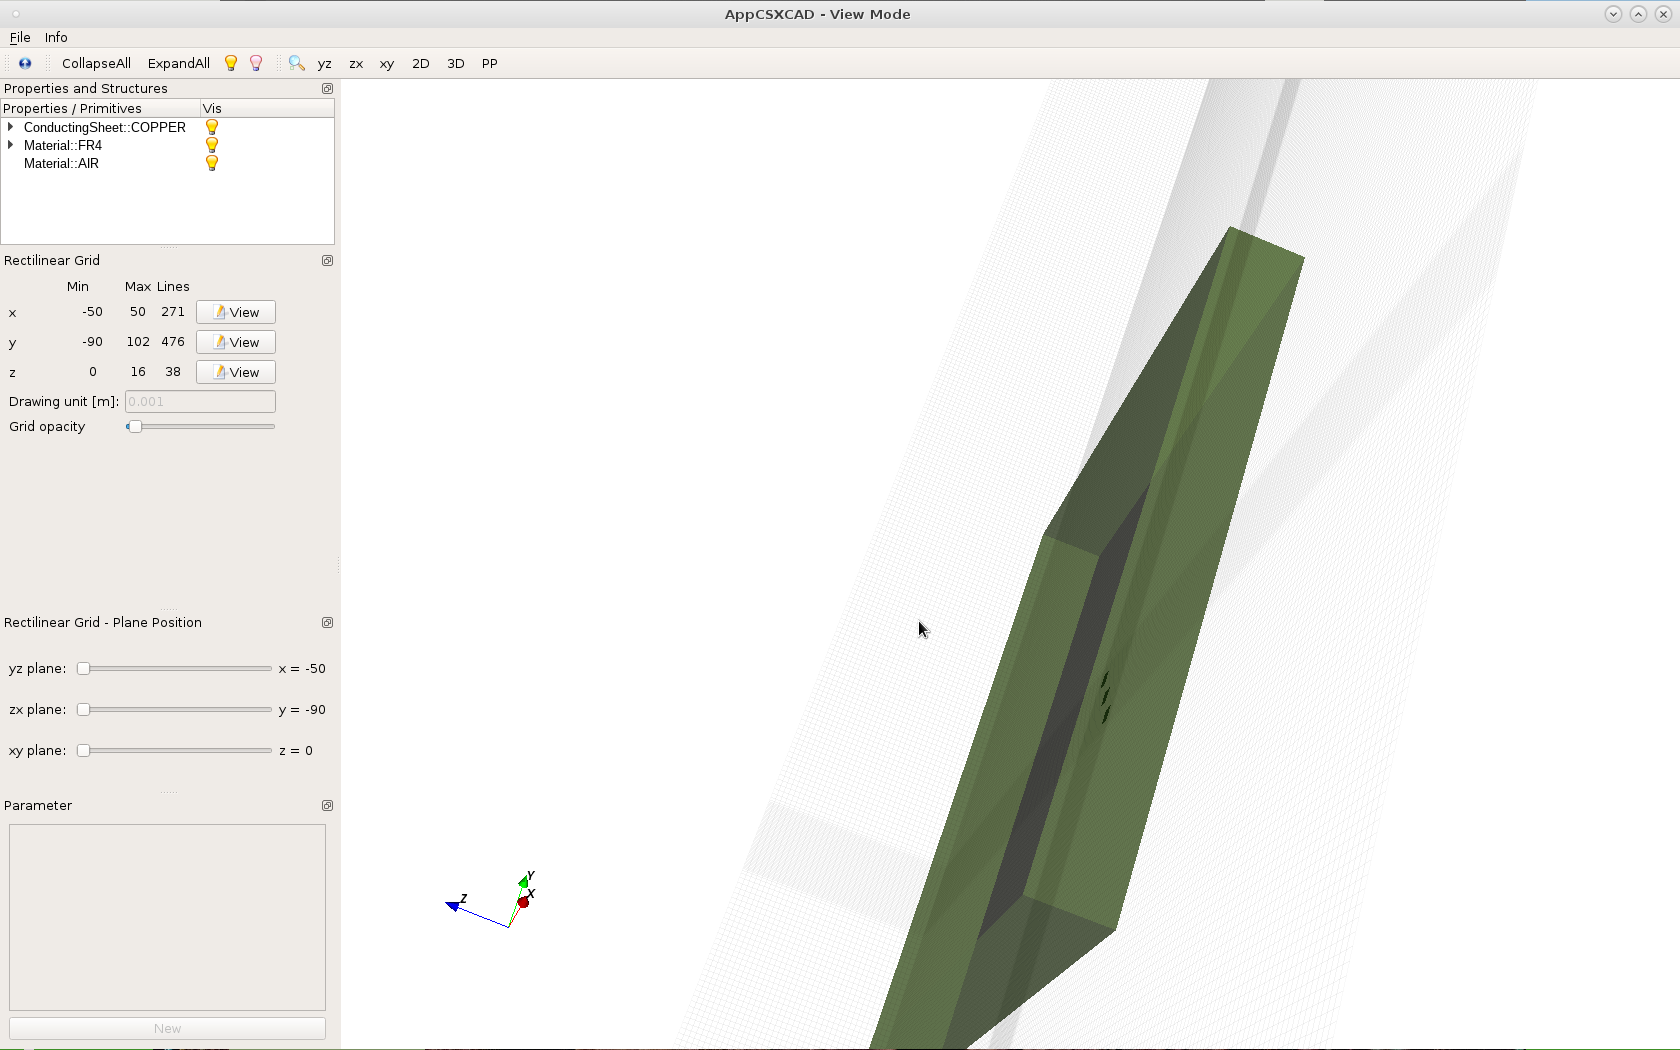 AppCSXCAD - View Mode
File Info
CollapseAll ExpandAll yz zx xy 2D 3D PP
Properties and Structures
Properties / Primitives Vis
ConductingSheet::COPPER
Material::FR4
Material::AIR
Rectilinear Grid
Min Max Lines
x -50 50 271 View
y -90 102 476 View
z 0 16 38 View
Drawing unit [m]: 0.001
Grid opacity
Rectilinear Grid - Plane Position
yz plane: x = -50
zx plane: y = -90
xy plane: z = 0
Parameter
New
Y
Z X